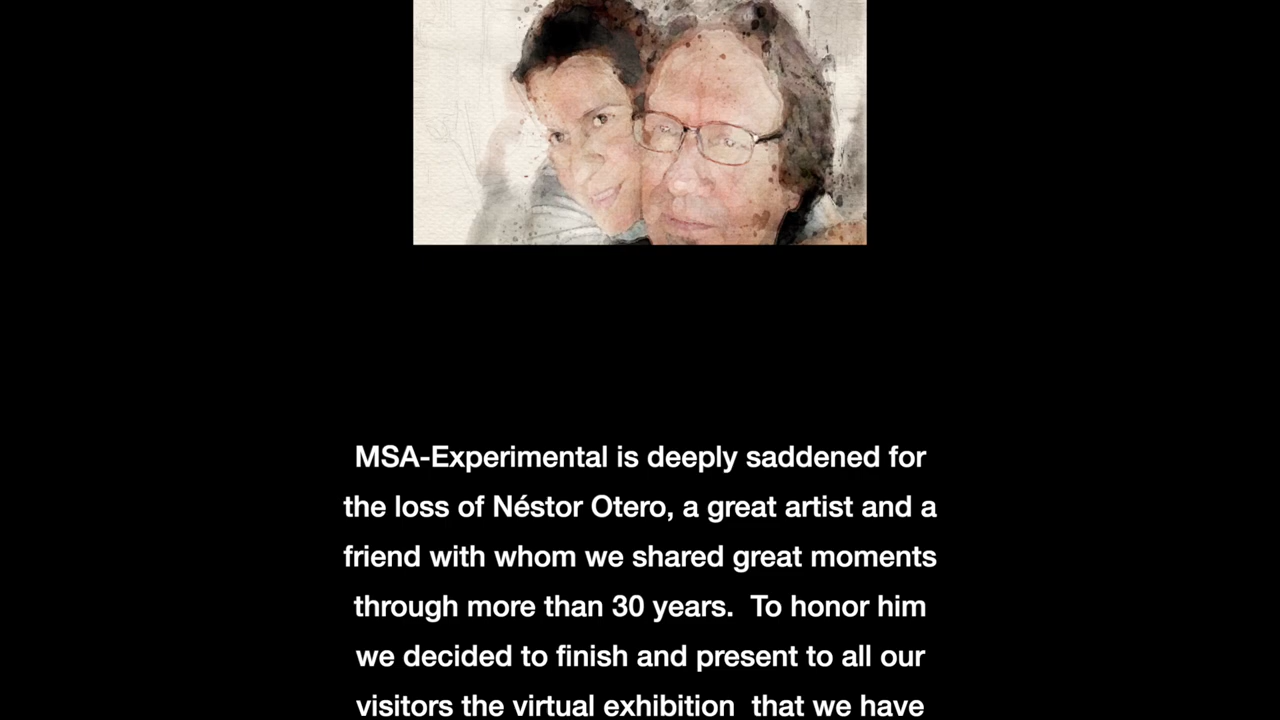 MSA-Experimental is deeply saddened for
the loss of Néstor Otero, a great artist and a
friend with whom we shared great moments
through more than 30 years.  To honor him
we decided to finish and present to all our
visitors the virtual exhibition  that we have